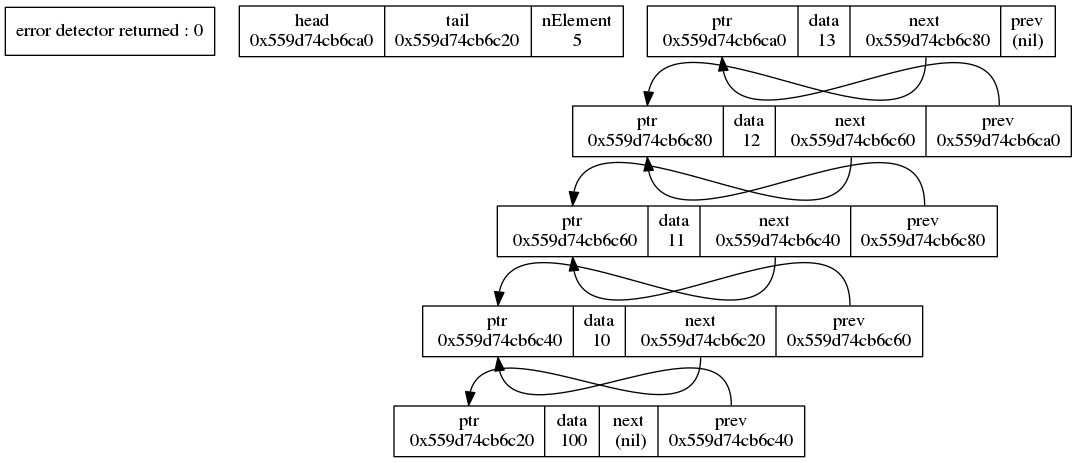 error detector returned : 0
head
0x559d74cb6ca0
tail
0x559d74cb6c20
nElement
5
ptr
0x559d74cb6ca0
data
13
next
0x559d74cb6c80
prev
(nil)
ptr
0x559d74cb6c80
data
12
next
0x559d74cb6c60
prev
0x559d74cb6ca0
ptr
0x559d74cb6c60
data
11
next
0x559d74cb6c40
prev
0x559d74cb6c80
ptr
0x559d74cb6c40
data
10
next
0x559d74cb6c20
prev
0x559d74cb6c60
ptr
0x559d74cb6c20
data
100
next
(nil)
prev
0x559d74cb6c40